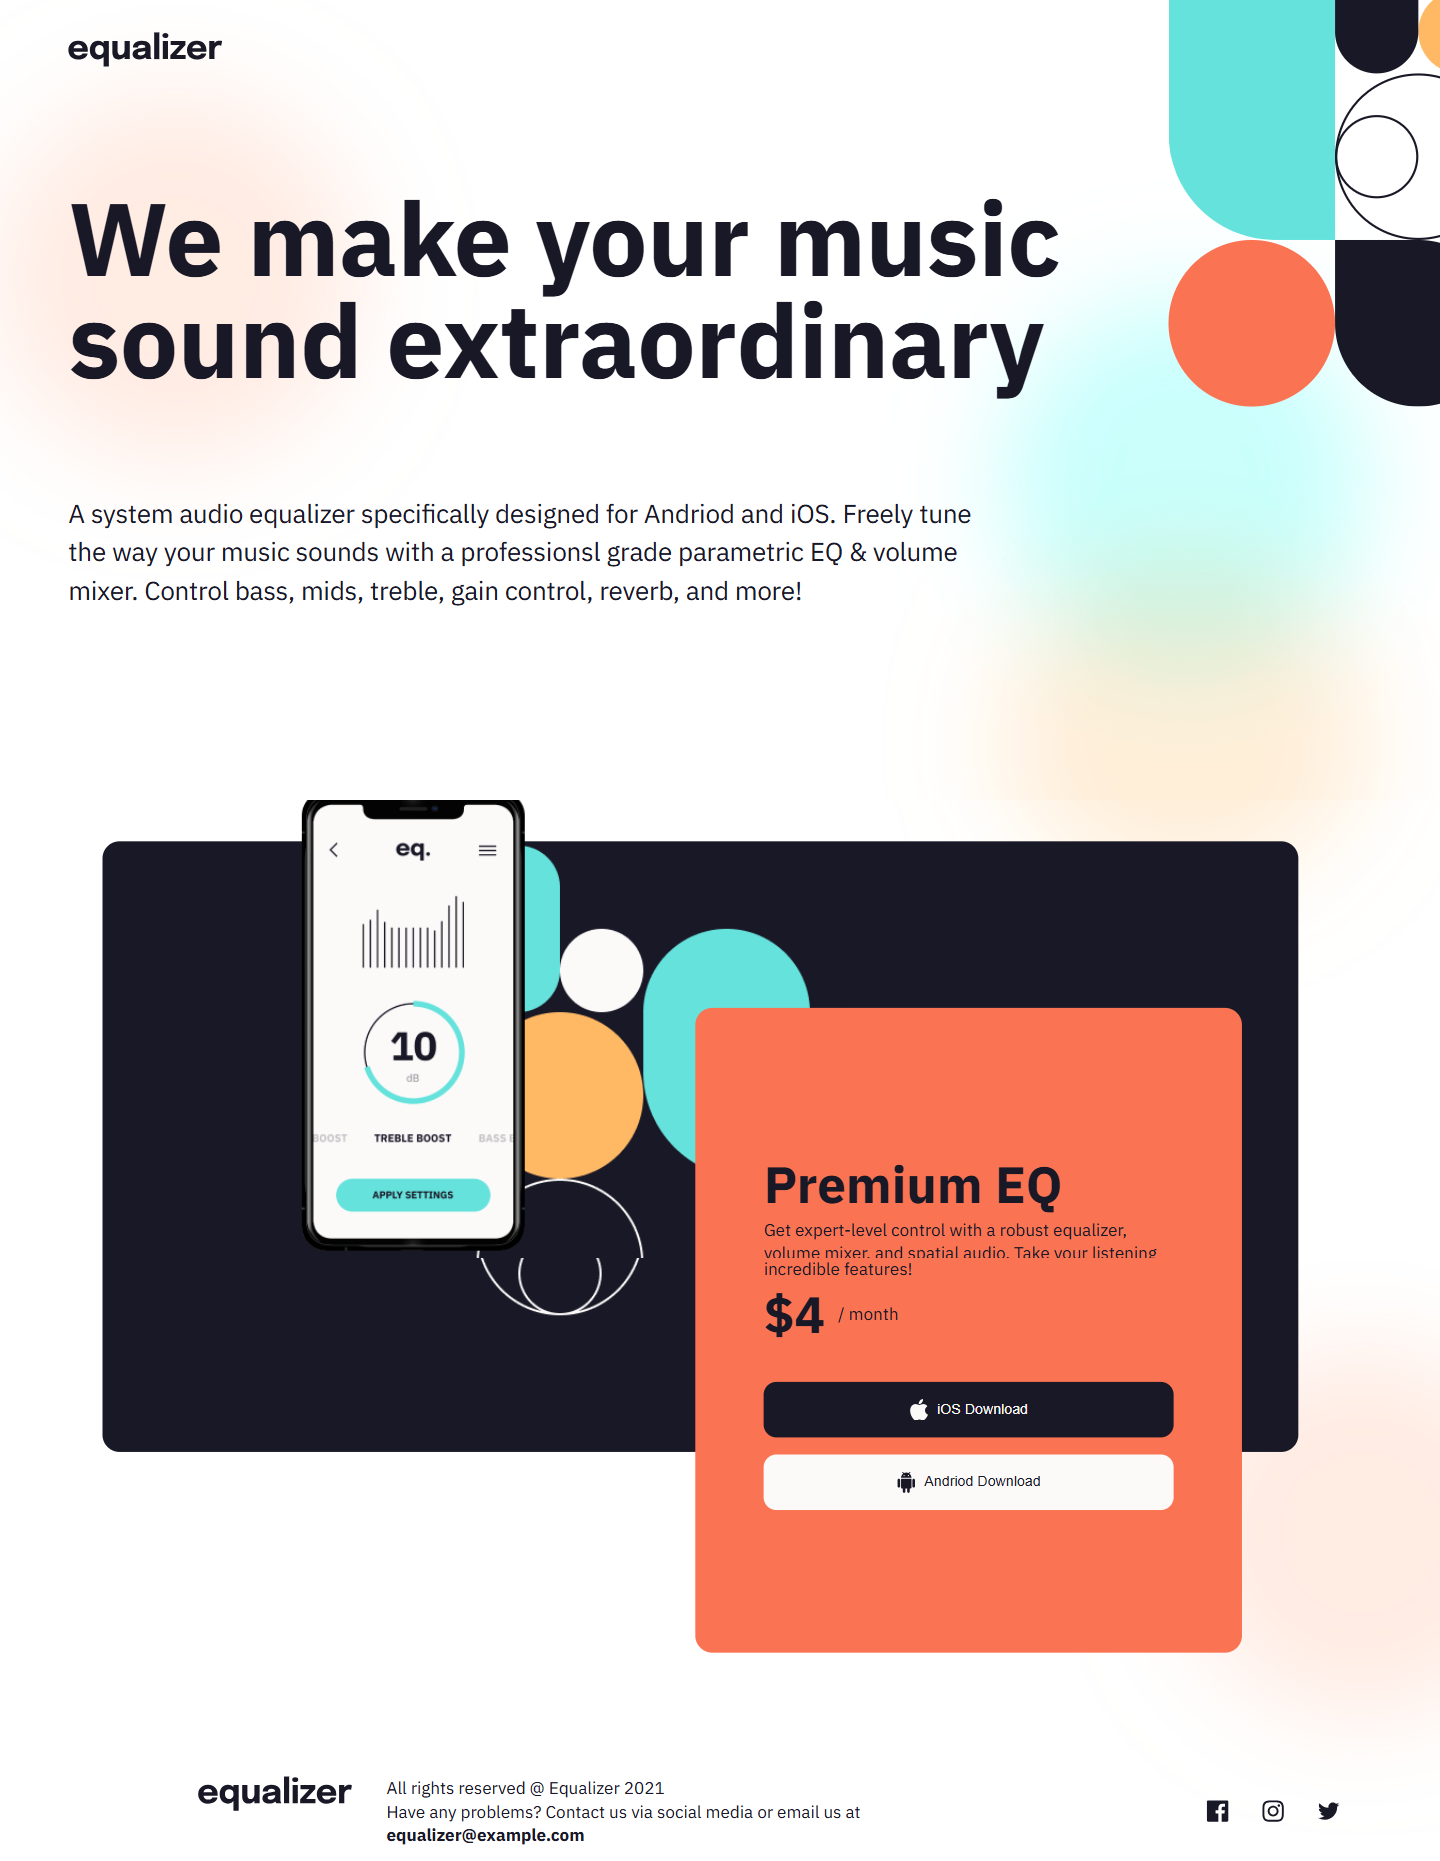 equalizer
We make your music
sound extraordinary
A system audio equalizer specifically designed for Andriod and iOS. Freely tune
the way your music sounds with a professionsl grade parametric EQ & volume
mixer. Control bass, mids, treble, gain control, reverb, and more!
eq.
10
dB
BOOST TREBLE BOOST BASS
APPLY SETTINGS
Premium EQ
Get expert-level control with a robust equalizer,
volume mixer, and spatial audio. Take your listening
incredible features!
$4 / month
iOS Download
Andriod Download
equalizer
All rights reserved @ Equalizer 2021
Have any problems? Contact us via social media or email us at
equalizer@example.com